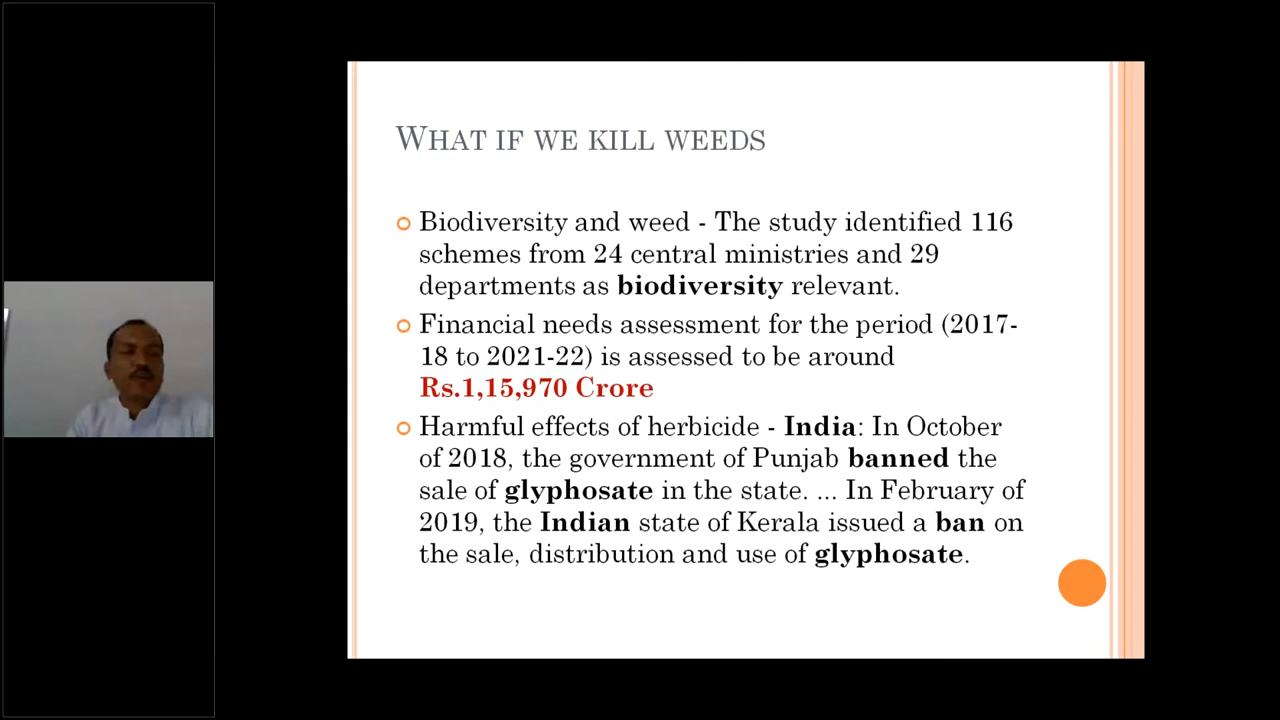 WHAT IF WE KILL WEEDS
Biodiversity and weed - The study identified 116
schemes from 24 central ministries and 29
departments as biodiversity relevant.
Financial needs assessment for the period (2017-
18 to 2021-22) is assessed to be around
Rs.1,15,970 Crore
Harmful effects of herbicide - India: In October
of 2018, the government of Punjab banned the
sale of glyphosate in the state. ... In February of
2019, the Indian state of Kerala issued a ban on
the sale, distribution and use of glyphosate.